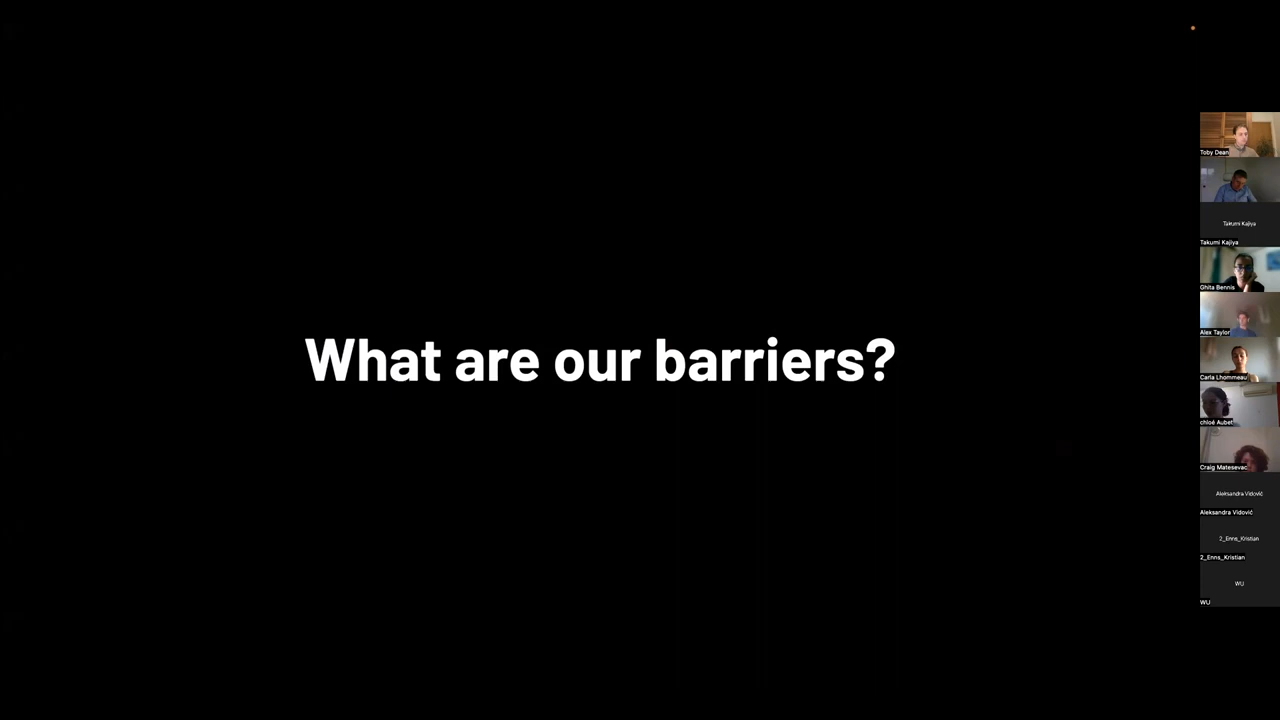 What are our barriers?
Toby Dean
Takumi Kajiya
Takumi Kajiya
Ghita Bennis
Alex Taylor
Carla Lhommeau
chloé Aubet
Craig Matesevac
Aleksandra Vidović
Aleksandra Vidović
2_Enns_Kristian
2_Enns_Kristian
WU
WU